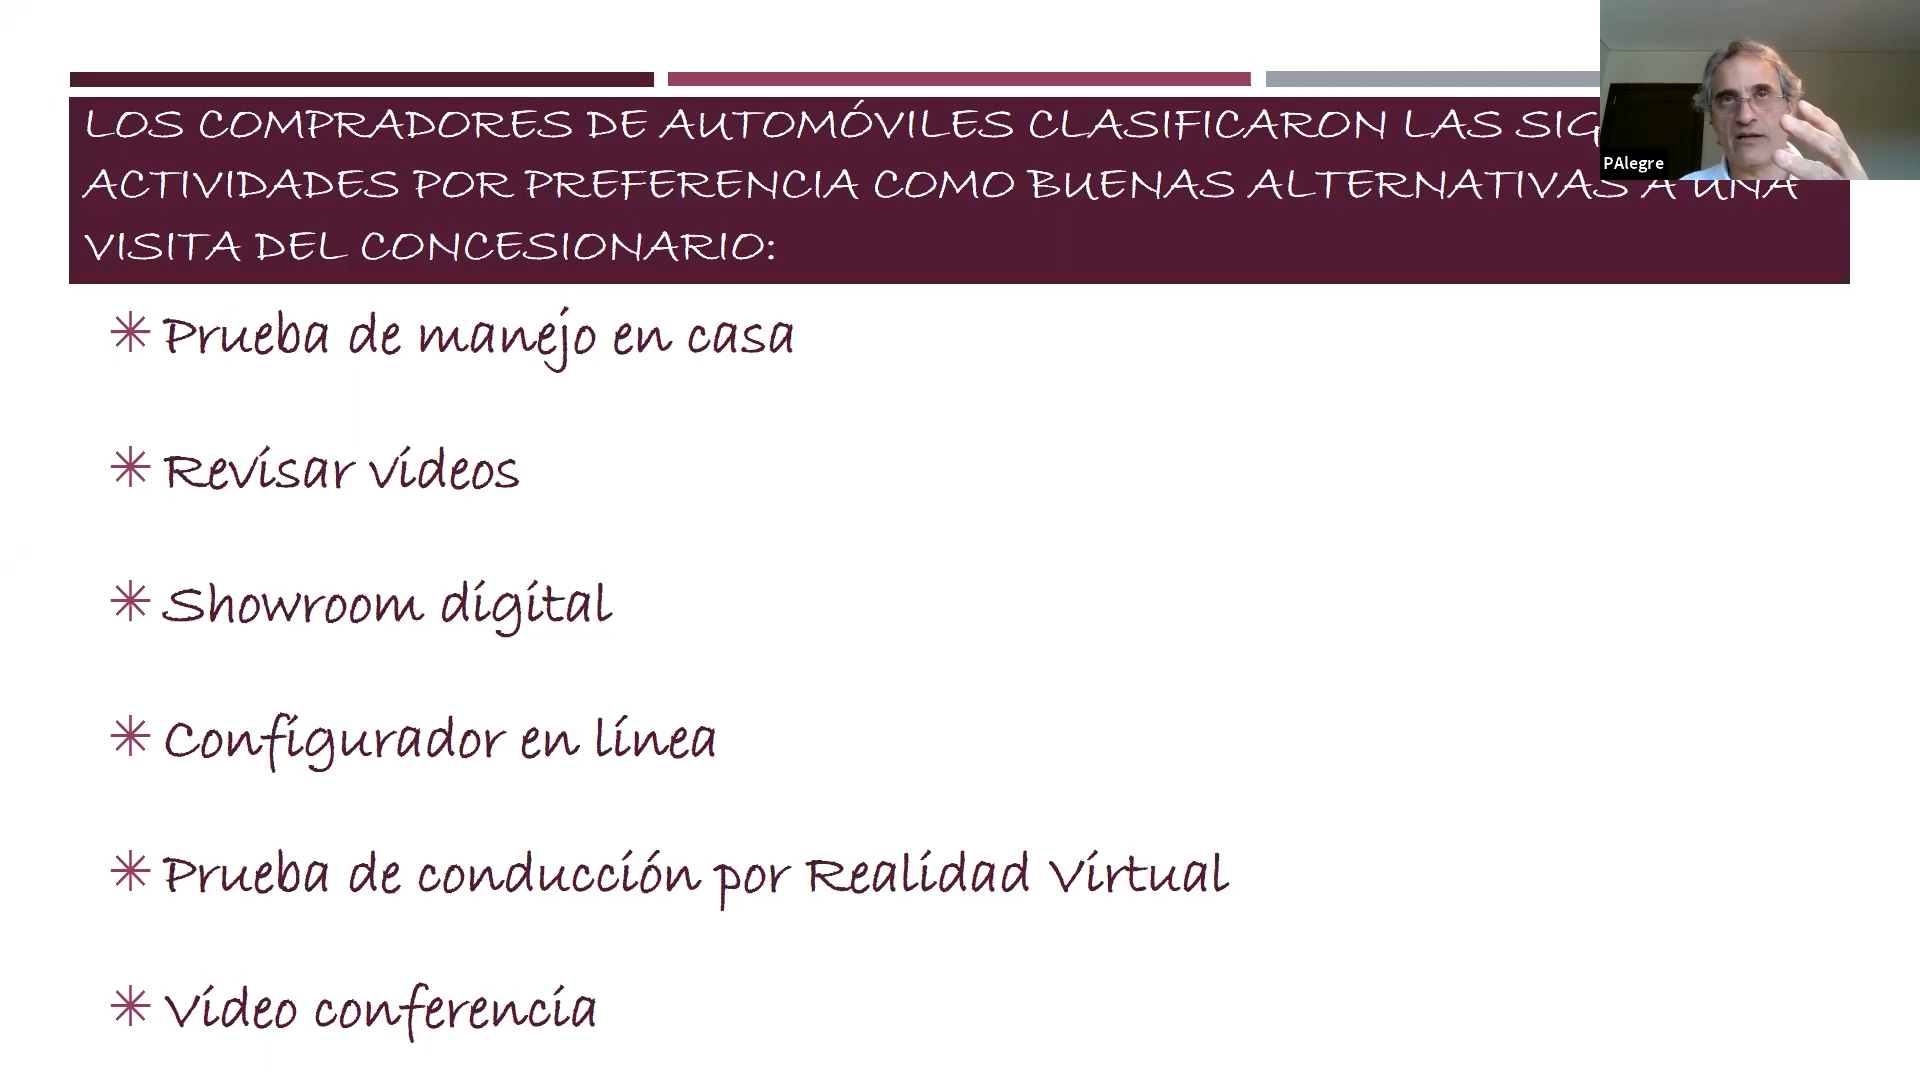 LOS COMPRADORES DE AUTOMÓVILES CLASIFICARON LAS
ACTIVIDADES POR PREFERENCIA COMO BUENAS ALTERNATIVAS A UNA
VISITA DEL CONCESIONARIO:
PAlegre
Prueba de manejo en casa
Revisar videos
Showroom digital
Configurador en línea
Prueba de conducción por Realidad Virtual
Video conferencia